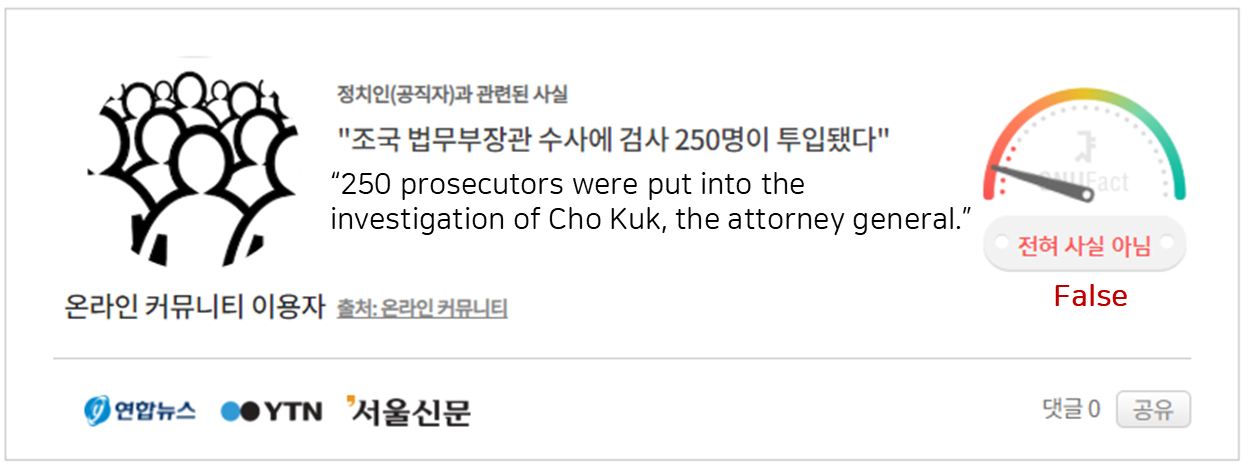 정치인(공직자)과 관련된 사실
"조국 법무부장관 수사에 검사 250명이 투입됐다"
“250 prosecutors were put into the
investigation of Cho Kuk, the attorney general.”
SNUFact
전혀 사실 아님
False
온라인 커뮤니티 이용자 출처: 온라인 커뮤니티
연합뉴스 YTN 서울신문 댓글 0 공유